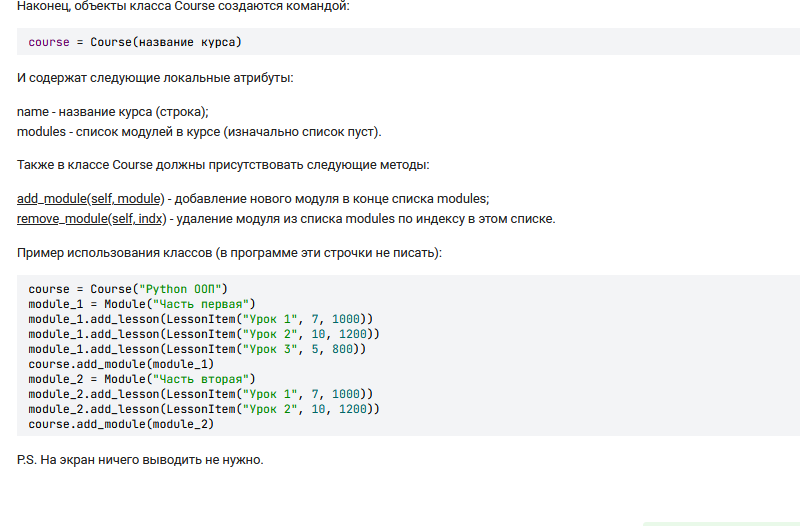 Наконец, объекты класса Course создаются командой:
course = Course(название курса)
И содержат следующие локальные атрибуты:
name - название курса (строка);
modules - список модулей в курсе (изначально список пуст).
Также в классе Course должны присутствовать следующие методы:
add_module(self, module) - добавление нового модуля в конце списка modules;
remove_module(self, indx) - удаление модуля из списка modules по индексу в этом списке.
Пример использования классов (в программе эти строчки не писать):
course = Course("Python ООП")
module_1 = Module("Часть первая")
module_1.add_lesson(LessonItem("Урок 1", 7, 1000))
module_1.add_lesson(LessonItem("Урок 2", 10, 1200))
module_1.add_lesson(LessonItem("Урок 3", 5, 800))
course.add_module(module_1)
module_2 = Module("Часть вторая")
module_2.add_lesson(LessonItem("Урок 1", 7, 1000))
module_2.add_lesson(LessonItem("Урок 2", 10, 1200))
course.add_module(module_2)
P.S. На экран ничего выводить не нужно.